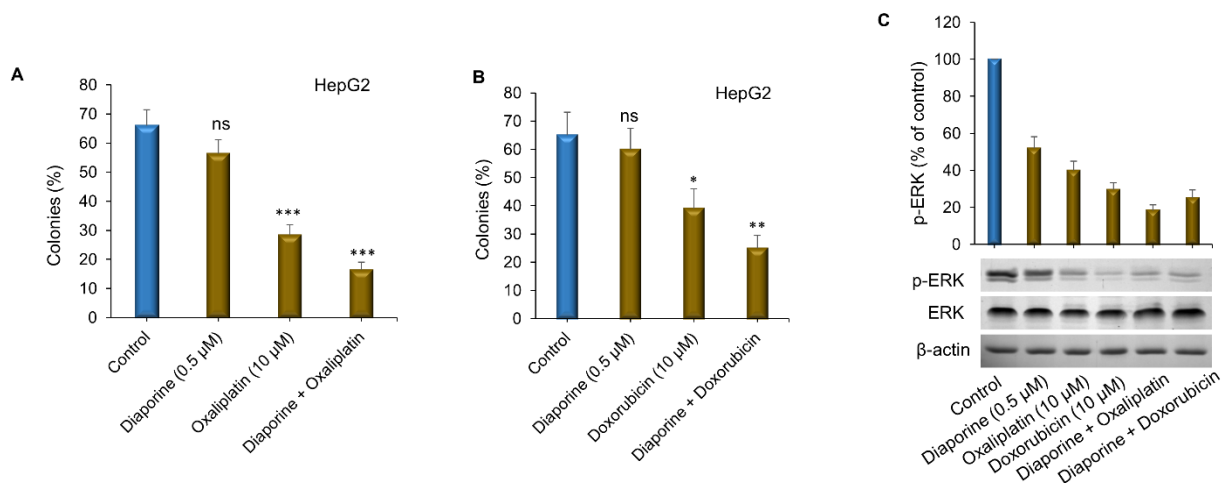 A
HepG2
Colonies (%)
80
70
60
50
40
30
20
10
0
ns
***
***
Control
Diaporine (0.5 µM)
Oxaliplatin (10 µM)
Diaporine + Oxaliplatin
B
HepG2
Colonies (%)
80
70
60
50
40
30
20
10
0
ns
*
**
Control
Diaporine (0.5 µM)
Doxorubicin (10 µM)
Diaporine + Doxorubicin
C
p-ERK (% of control)
120
100
80
60
40
20
0
p-ERK
ERK
β-actin
Control
Diaporine (0.5 µM)
Oxaliplatin (10 µM)
Doxorubicin (10 µM)
Diaporine + Oxaliplatin
Diaporine + Doxorubicin